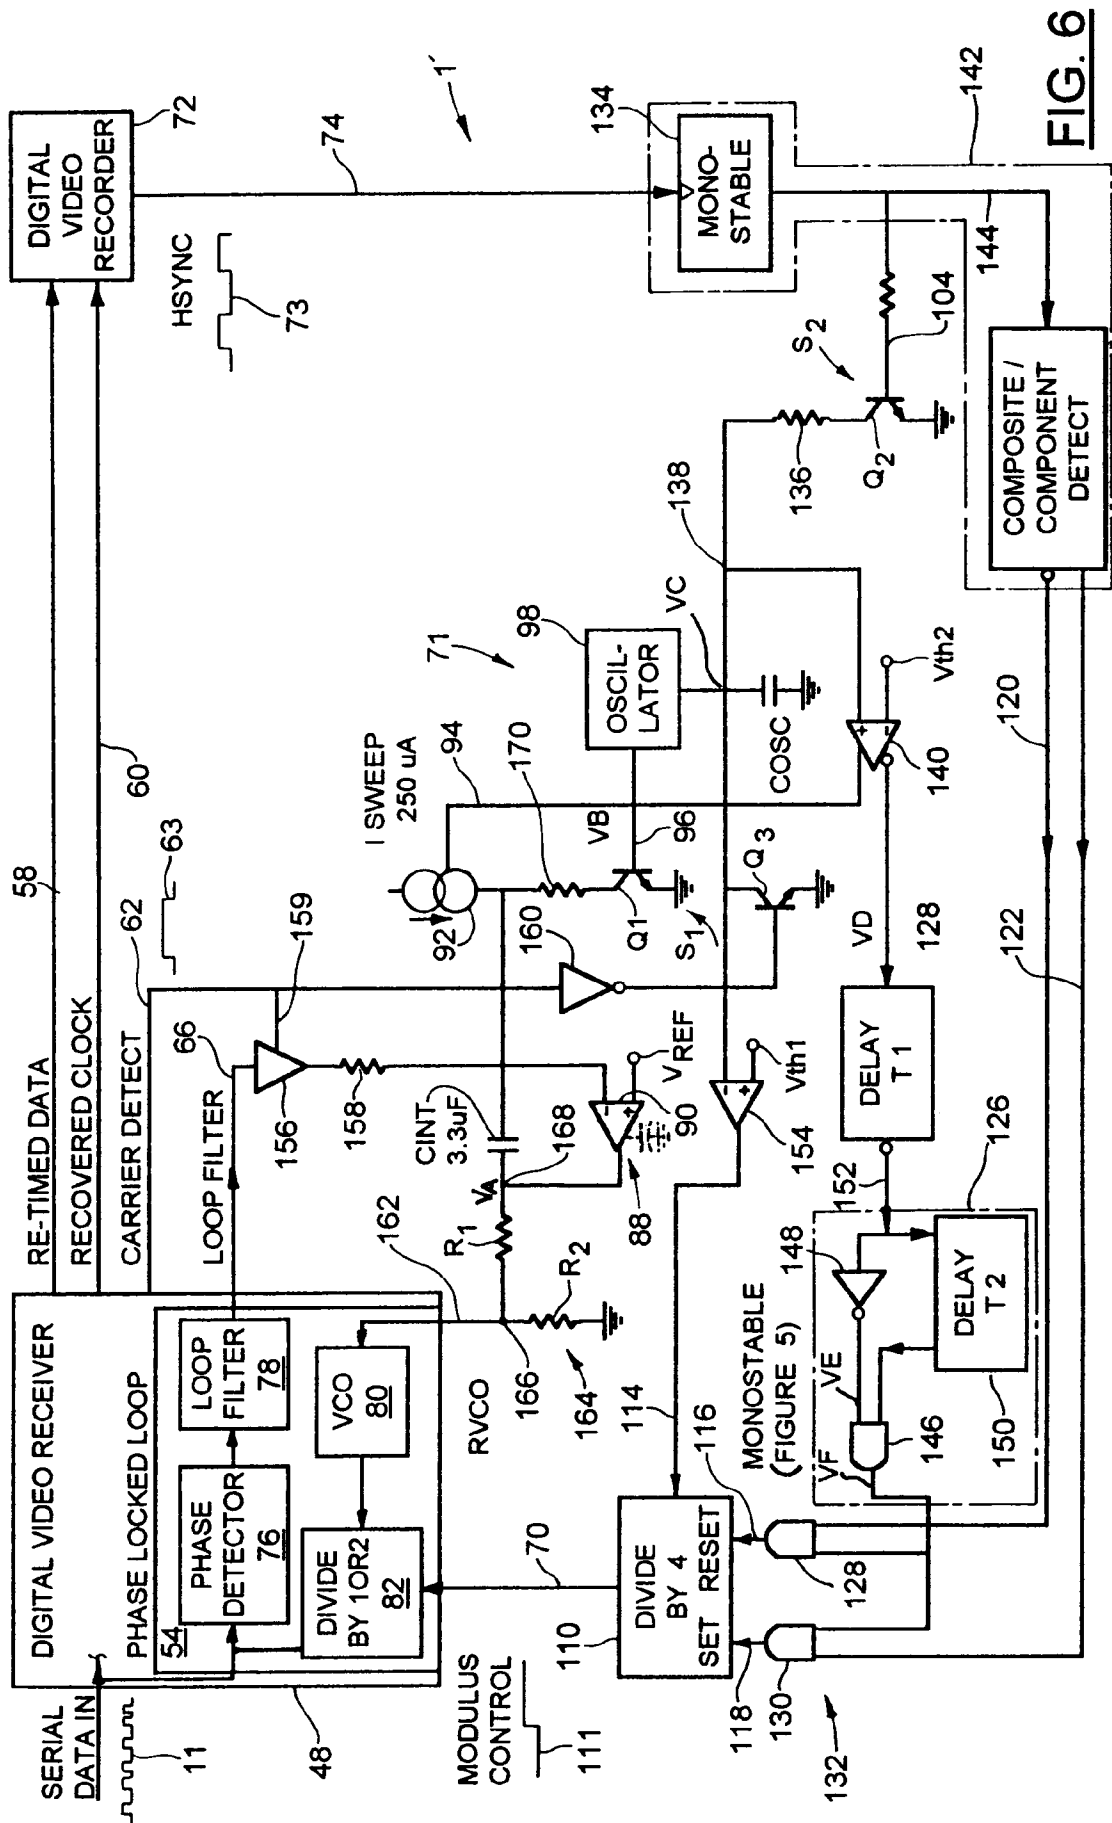 SERIAL
DATA IN
11
48
DIGITAL VIDEO RECEIVER
PHASE LOCKED LOOP
54
PHASE
DETECTOR
76
LOOP
FILTER
78
DIVIDE
BY 1OR2
82
VCO
80
RE-TIMED DATA
58
RECOVERED CLOCK
60
CARRIER DETECT
62
63
LOOP FILTER
66
DIGITAL
VIDEO
RECORDER
72
HSYNC
73
74
1'
156
159
158
160
MODULUS
CONTROL
111
70
RVCO
162
166
164
R1
R2
VA
168
CINT
3.3uF
88
90
VREF
I SWEEP
250 uA
92
94
170
Q1
S1
VB
96
71
98
OSCIL-
LATOR
VC
COSC
138
136
Q2
S2
104
134
MONO-
STABLE
142
144
110
DIVIDE
BY 4
SET RESET
114
116
118
154
Vth1
Q3
140
Vth2
VD
128
DELAY
T1
152
126
MONOSTABLE
(FIGURE 5)
148
VE
VF
146
DELAY
T2
150
128
130
132
120
122
COMPOSITE /
COMPONENT
DETECT
FIG. 6